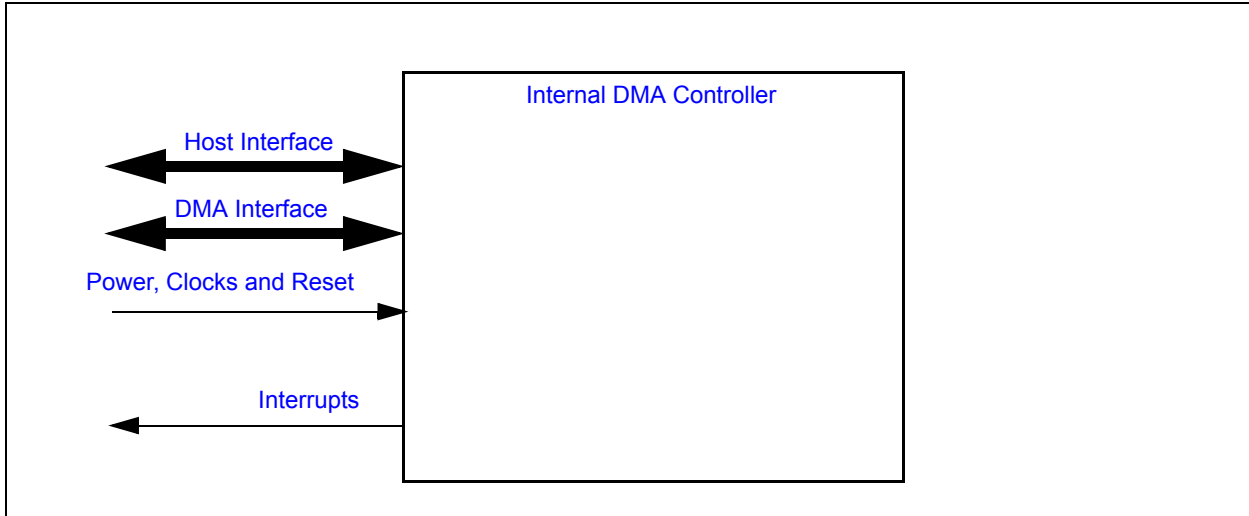 Internal DMA Controller
Host Interface
DMA Interface
Power, Clocks and Reset
Interrupts